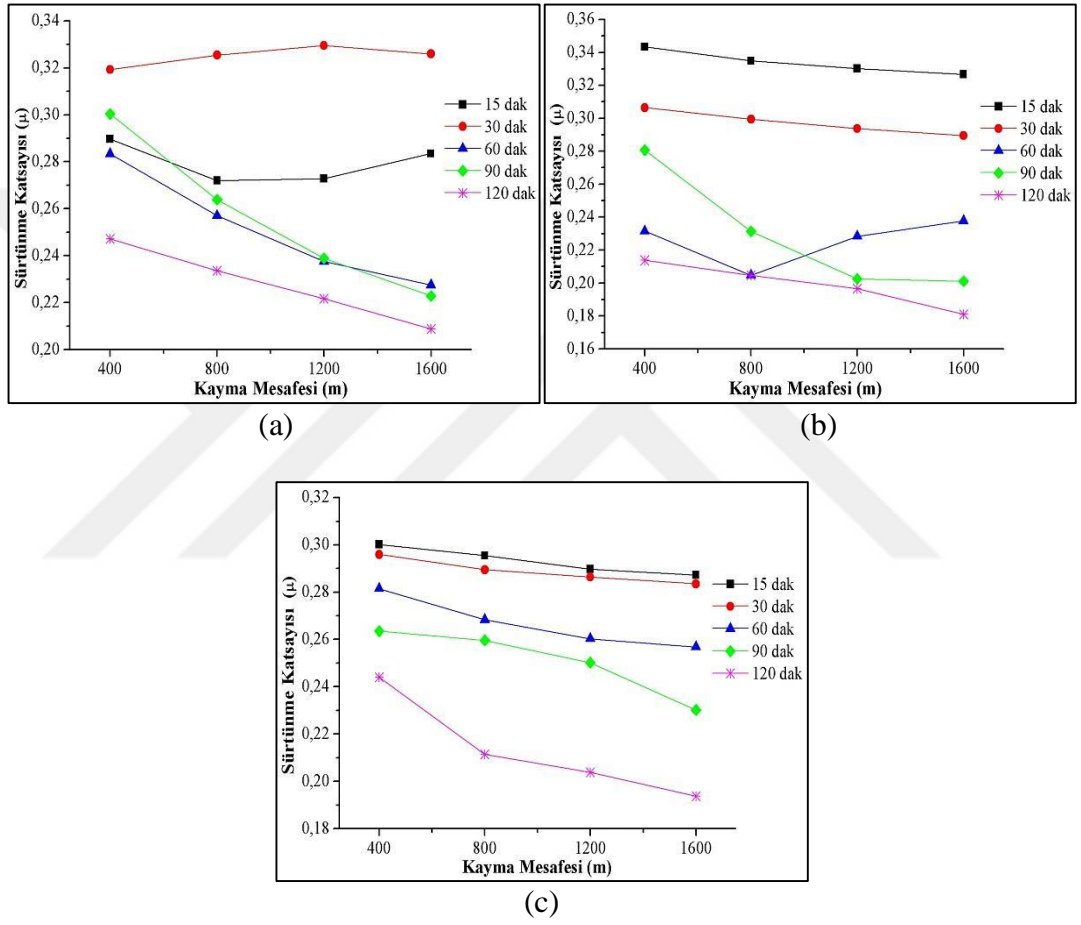 0,34
0,32
0,30
0,28
0,26
0,24
0,22
0,20
Sürtünme Katsayısı (μ)
400 800 1200 1600
Kayma Mesafesi (m)
15 dak
30 dak
60 dak
90 dak
120 dak
(a)
0,36
0,34
0,32
0,30
0,28
0,26
0,24
0,22
0,20
0,18
0,16
Sürtünme Katsayısı (μ)
400 800 1200 1600
Kayma Mesafesi (m)
15 dak
30 dak
60 dak
90 dak
120 dak
(b)
0,32
0,30
0,28
0,26
0,24
0,22
0,20
0,18
Sürtünme Katsayısı (μ)
400 800 1200 1600
Kayma Mesafesi (m)
15 dak
30 dak
60 dak
90 dak
120 dak
(c)